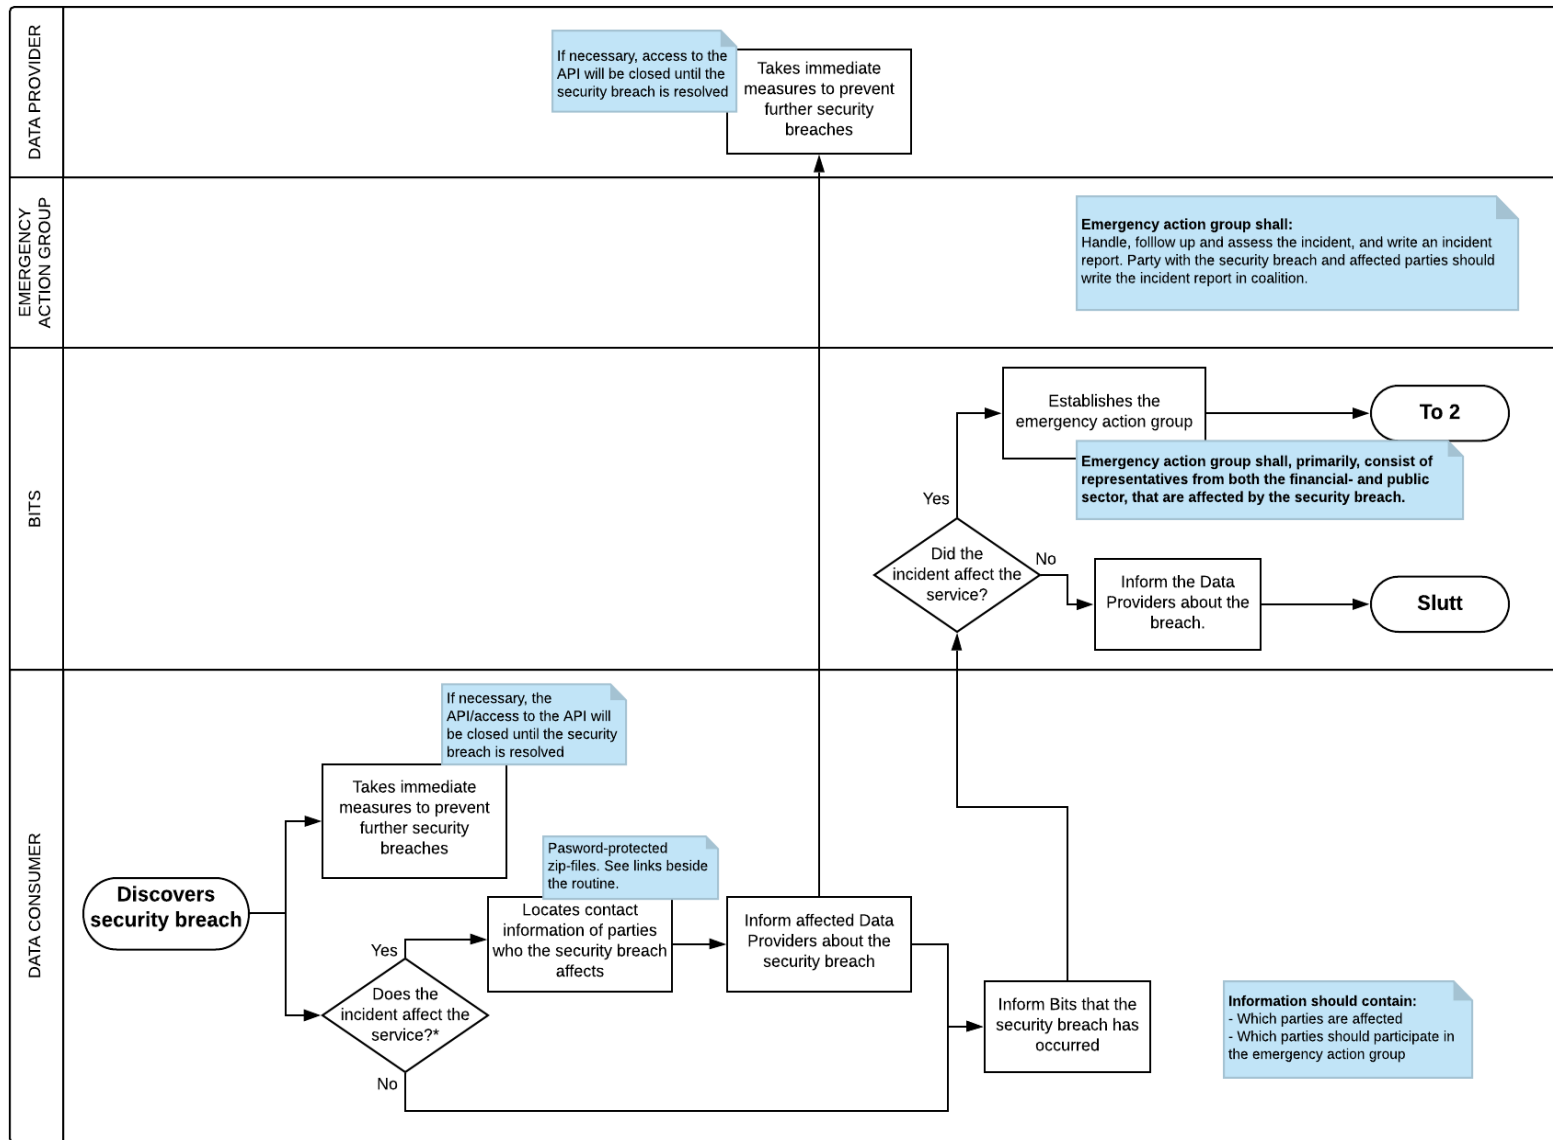 DATA PROVIDER
If necessary, access to the
API will be closed until the
security breach is resolved
Takes immediate
measures to prevent
further security
breaches
EMERGENCY
ACTION GROUP
Emergency action group shall:
Handle, folllow up and assess the incident, and write an incident
report. Party with the security breach and affected parties should
write the incident report in coalition.
BITS
Establishes the
emergency action group
To 2
Emergency action group shall, primarily, consist of
representatives from both the financial- and public
sector, that are affected by the security breach.
Yes
Did the
incident affect the
service?
No
Inform the Data
Providers about the
breach.
Slutt
DATA CONSUMER
If necessary, the
API/access to the API will
be closed until the security
breach is resolved
Takes immediate
measures to prevent
further security
breaches
Discovers
security breach
Pasword-protected
zip-files. See links beside
the routine.
Yes
Locates contact
information of parties
who the security breach
affects
Inform affected Data
Providers about the
security breach
Does the
incident affect the
service?*
No
Inform Bits that the
security breach has
occurred
Information should contain:
- Which parties are affected
- Which parties should participate in
the emergency action group